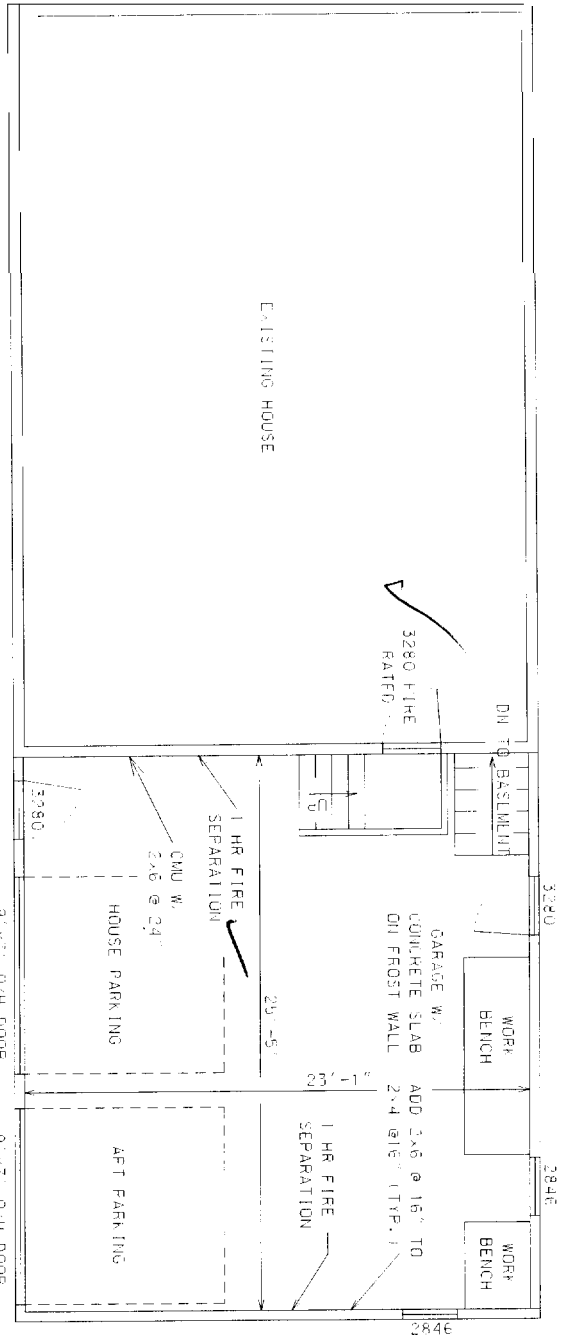 EXISTING HOUSE
3280 FIRE
RATED
DN TO BASEMENT
UP
3280
1 HR FIRE
SEPARATION
CMU W/
2x6 @ 24"
3280
GARAGE W/
CONCRETE SLAB
ON FROST WALL
ADD 2x6 @ 16" TO
2x4 @16" (TYP.)
WORK
BENCH
2846
WORK
BENCH
25'-5"
23'-1"
1 HR FIRE
SEPARATION
2846
HOUSE PARKING
APT PARKING
O/H DOOR
O/H DOOR